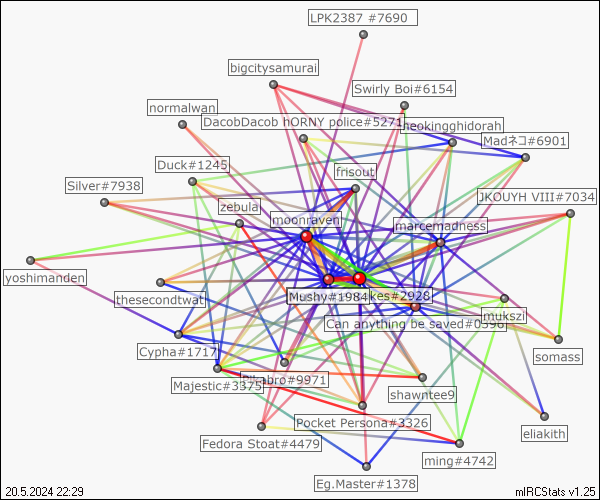 LPK2387 #7690
bigcitysamurai
Swirly Boi#6154
normalwan
DacobDacob hORNY police#5271
heokingghidorah
Madネコ#6901
Duck#1245
frisout
Silver#7938
JKOUYH VIII#7034
zebula
moonraven
marcemadness
yoshimanden
thesecondtwat
Mushy#1984
kes#2928
mukszi
Can anything be saved#0396
Cypha#1717
somass
Majestic#3375
#9971
shawntee9
Pocket Persona#3326
eliakith
Fedora Stoat#4479
ming#4742
Eg.Master#1378
20.5.2024 22:29
mIRCStats v1.25